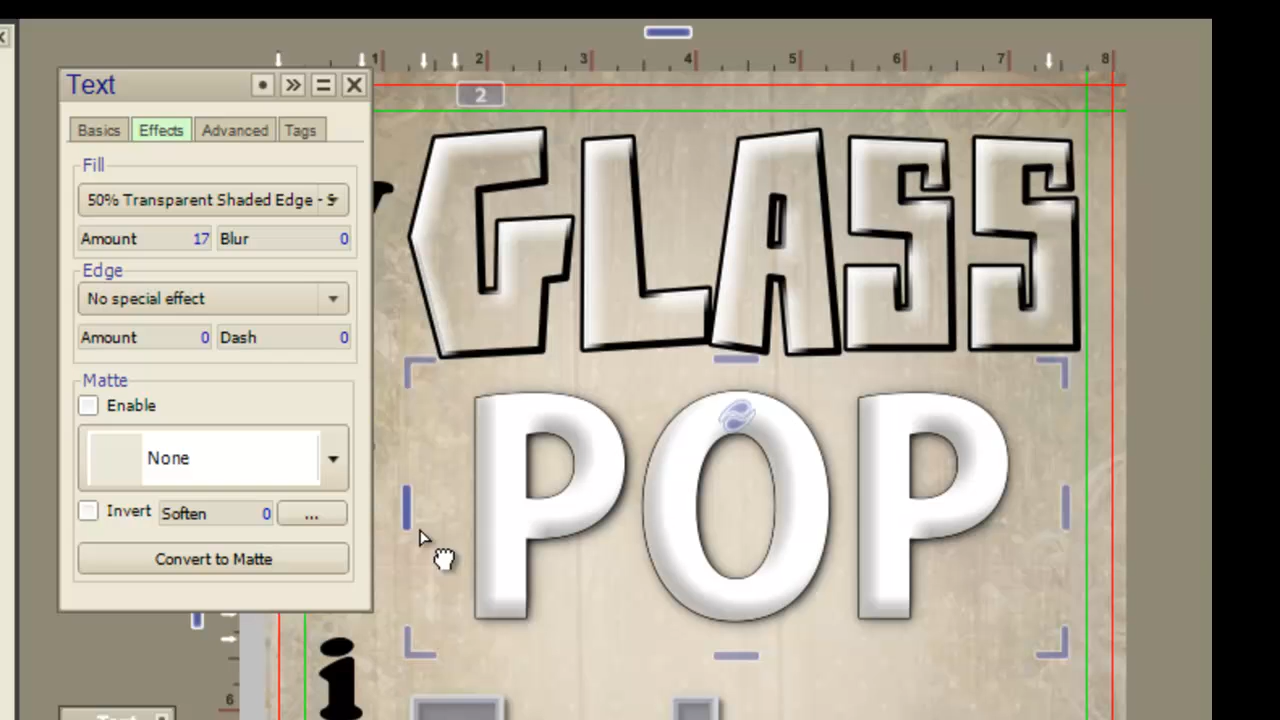 1 2 3 4 5 6 7 8
Text
2
Basics Effects Advanced Tags
Fill
50% Transparent Shaded Edge - S
Amount 17 Blur 0
Edge
No special effect
Amount 0 Dash 0
Matte
Enable
None
Invert Soften 0 ...
Convert to Matte
GLASS
POP
i
6